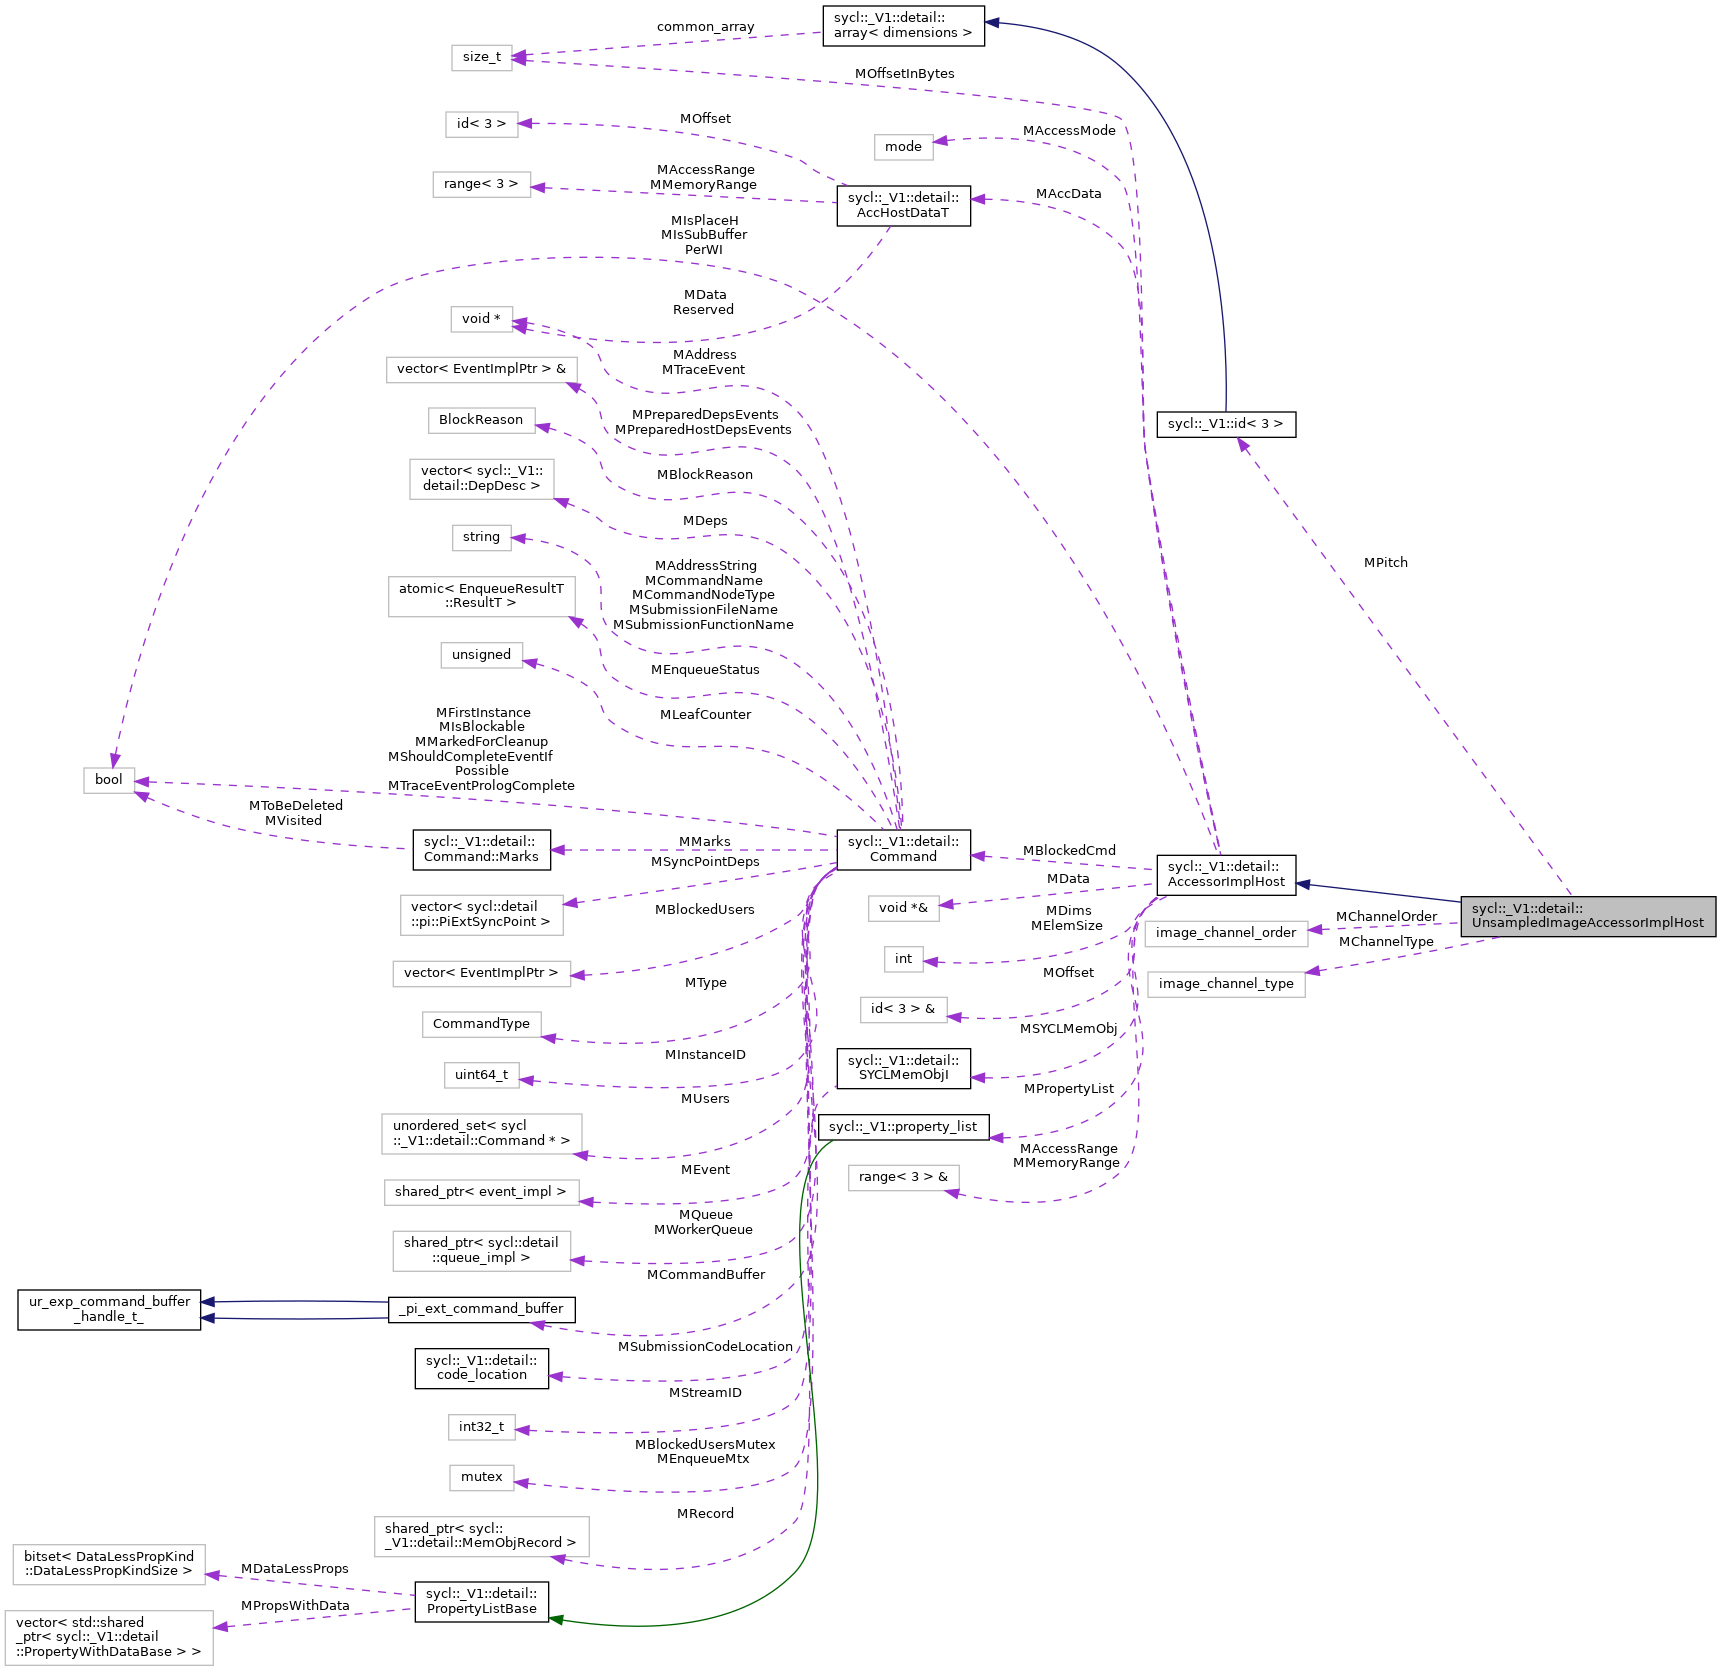 sycl::_V1::detail::
array< dimensions >
common_array
size_t
MOffsetInBytes
id< 3 >
MOffset
mode
MAccessMode
range< 3 >
MAccessRange
MMemoryRange
sycl::_V1::detail::
AccHostDataT
MAccData
MIsPlaceH
MIsSubBuffer
PerWI
void *
MData
Reserved
vector< EventImplPtr > &
MAddress
MTraceEvent
BlockReason
MPreparedDepsEvents
MPreparedHostDepsEvents
sycl::_V1::id< 3 >
vector< sycl::_V1::
detail::DepDesc >
MBlockReason
string
MDeps
MPitch
atomic< EnqueueResultT
::ResultT >
MAddressString
MCommandName
MCommandNodeType
MSubmissionFileName
MSubmissionFunctionName
unsigned
MEnqueueStatus
MLeafCounter
MFirstInstance
MIsBlockable
MMarkedForCleanup
MShouldCompleteEventIf
Possible
MTraceEventPrologComplete
bool
MToBeDeleted
MVisited
sycl::_V1::detail::
Command::Marks
MMarks
sycl::_V1::detail::
Command
MBlockedCmd
sycl::_V1::detail::
AccessorImplHost
MSyncPointDeps
void *&
MData
vector< sycl::detail
::pi::PiExtSyncPoint >
MBlockedUsers
MDims
MElemSize
image_channel_order
MChannelOrder
MChannelType
sycl::_V1::detail::
UnsampledImageAccessorImplHost
int
image_channel_type
vector< EventImplPtr >
MType
MOffset
id< 3 > &
CommandType
MSYCLMemObj
MInstanceID
uint64_t
sycl::_V1::detail::
SYCLMemObjI
MUsers
MPropertyList
unordered_set< sycl
::_V1::detail::Command * >
sycl::_V1::property_list
MEvent
MAccessRange
MMemoryRange
shared_ptr< event_impl >
range< 3 > &
MQueue
MWorkerQueue
shared_ptr< sycl::detail
::queue_impl >
MCommandBuffer
ur_exp_command_buffer
_handle_t_
_pi_ext_command_buffer
MSubmissionCodeLocation
sycl::_V1::detail::
code_location
MStreamID
int32_t
MBlockedUsersMutex
MEnqueueMtx
mutex
MRecord
shared_ptr< sycl::
_V1::detail::MemObjRecord >
bitset< DataLessPropKind
::DataLessPropKindSize >
MDataLessProps
sycl::_V1::detail::
PropertyListBase
MPropsWithData
vector< std::shared
_ptr< sycl::_V1::detail
::PropertyWithDataBase > >